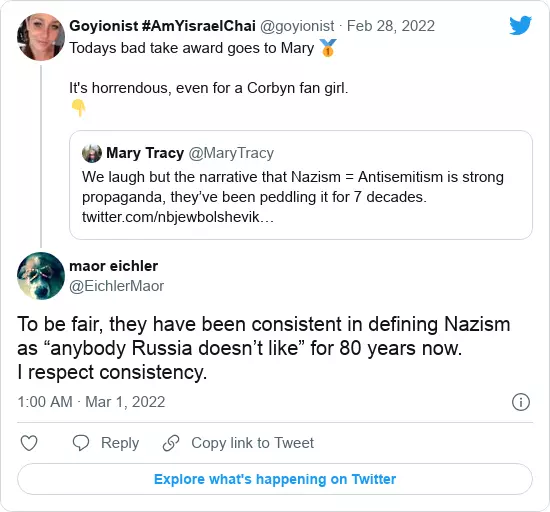 Goyionist #AmYisraelChai @goyionist · Feb 28, 2022
Todays bad take award goes to Mary 🏅
It's horrendous, even for a Corbyn fan girl.
👇
Mary Tracy @MaryTracy
We laugh but the narrative that Nazism = Antisemitism is strong
propaganda, they’ve been peddling it for 7 decades.
twitter.com/nbjewbolshevik…
maor eichler
@EichlerMaor
To be fair, they have been consistent in defining Nazism
as “anybody Russia doesn’t like” for 80 years now.
I respect consistency.
1:00 AM · Mar 1, 2022
Reply
Copy link to Tweet
Explore what's happening on Twitter